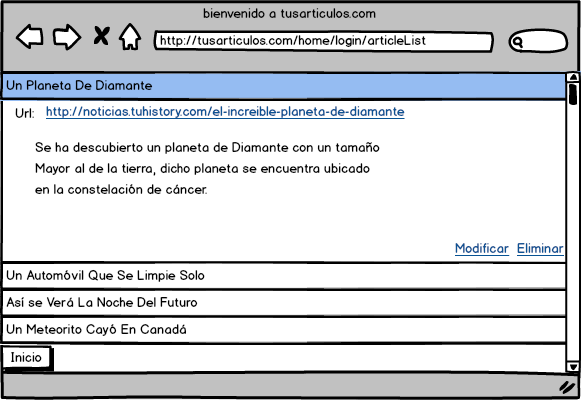 bienvenido a tusarticulos.com
http://tusarticulos.com/home/login/articleList
Un Planeta De Diamante
Url: http://noticias.tuhistory.com/el-increible-planeta-de-diamante
Se ha descubierto un planeta de Diamante con un tamaño
Mayor al de la tierra, dicho planeta se encuentra ubicado
en la constelación de cáncer.
Modificar Eliminar
Un Automóvil Que Se Limpie Solo
Así se Verá La Noche Del Futuro
Un Meteorito Cayó En Canadá
Inicio